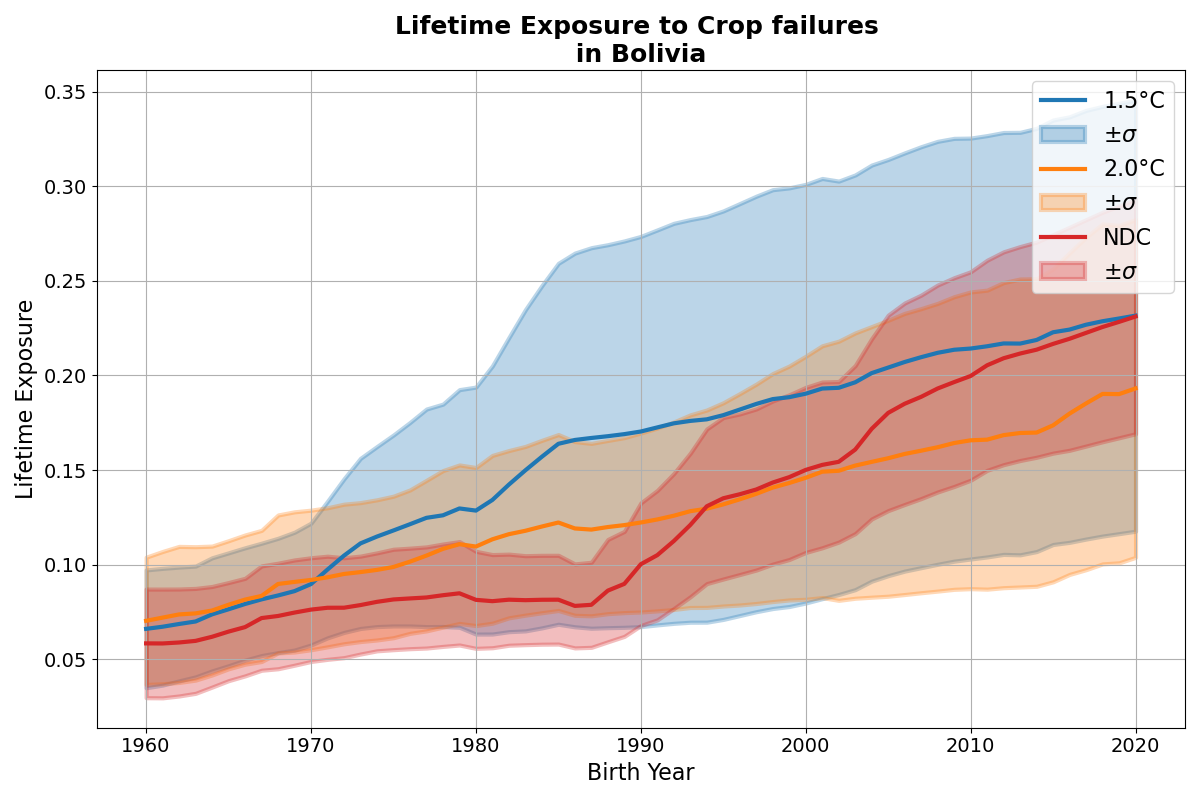 Lifetime Exposure to Crop failures
in Bolivia
Lifetime Exposure
0.35
0.30
0.25
0.20
0.15
0.10
0.05
1960
1970
1980
1990
2000
2010
2020
Birth Year
1.5°C
±σ
2.0°C
±σ
NDC
±σ